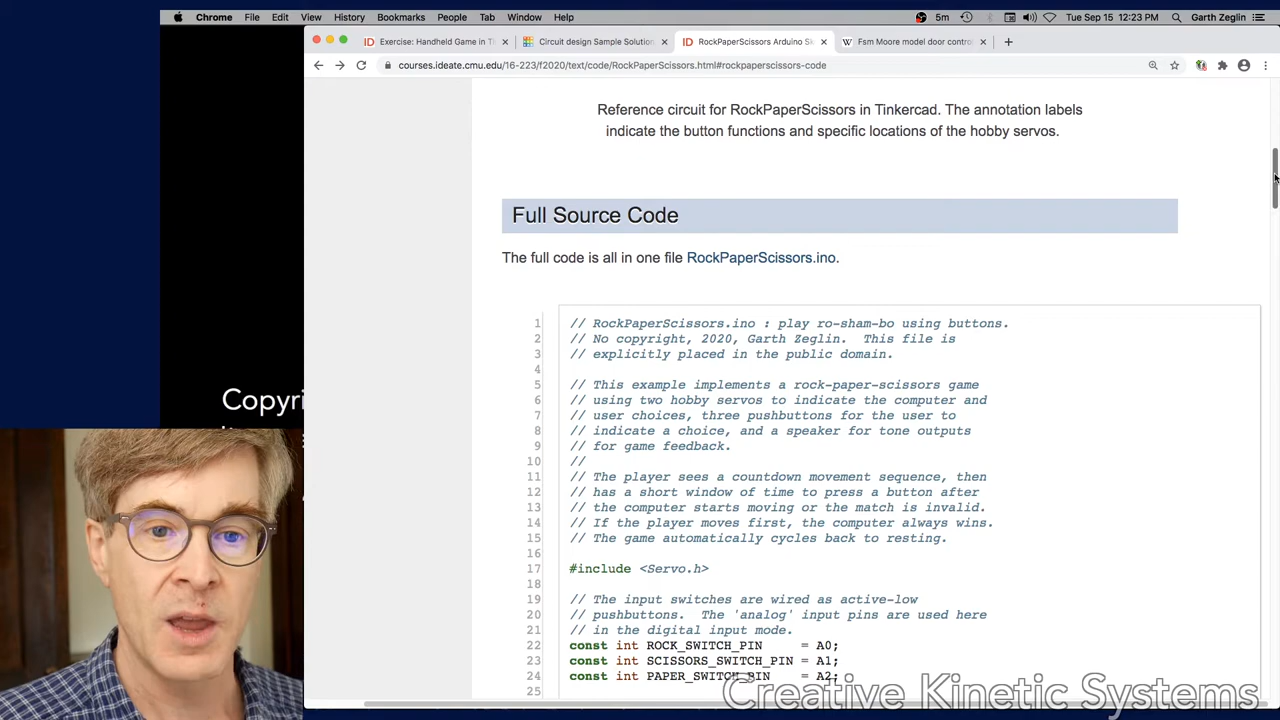 Chrome File Edit View History Bookmarks People Tab Window Help 5m Tue Sep 15 12:23 PM Garth Zeglin
Exercise: Handheld Game in Ti × Circuit design Sample Solution × RockPaperScissors Arduino Sk × Fsm Moore model door contro × +
courses.ideate.cmu.edu/16-223/f2020/text/code/RockPaperScissors.html#rockpaperscissors-code
Reference circuit for RockPaperScissors in Tinkercad. The annotation labels
indicate the button functions and specific locations of the hobby servos.
Full Source Code
The full code is all in one file RockPaperScissors.ino.
1 // RockPaperScissors.ino : play ro-sham-bo using buttons.
2 // No copyright, 2020, Garth Zeglin. This file is
3 // explicitly placed in the public domain.
4
5 // This example implements a rock-paper-scissors game
6 // using two hobby servos to indicate the computer and
7 // user choices, three pushbuttons for the user to
8 // indicate a choice, and a speaker for tone outputs
9 // for game feedback.
10 //
11 // The player sees a countdown movement sequence, then
12 // has a short window of time to press a button after
13 // the computer starts moving or the match is invalid.
14 // If the player moves first, the computer always wins.
15 // The game automatically cycles back to resting.
16
17 #include <Servo.h>
18
19 // The input switches are wired as active-low
20 // pushbuttons. The 'analog' input pins are used here
21 // in the digital input mode.
22 const int ROCK_SWITCH_PIN = A0;
23 const int SCISSORS_SWITCH_PIN = A1;
24 const int PAPER_SWITCH_PIN = A2;
25
Copyri
Creative Kinetic Systems